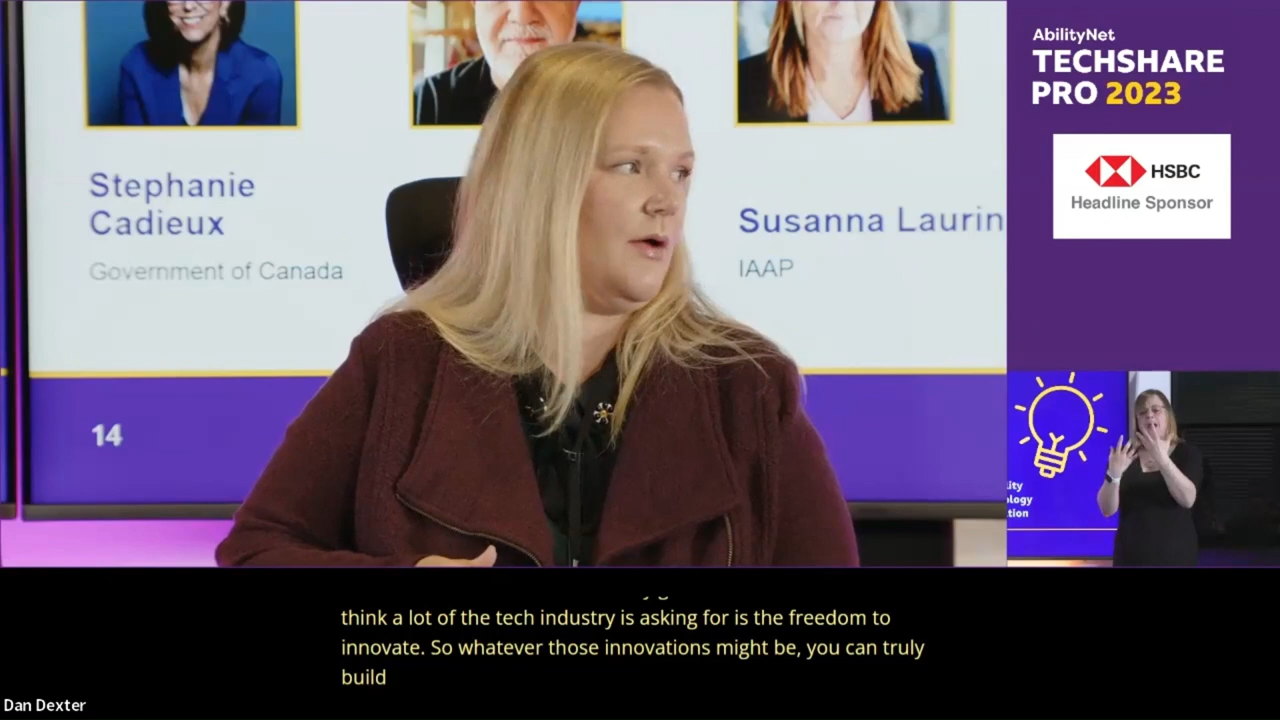 Stephanie
Cadieux
Government of Canada
Susanna Laurin
IAAP
14
AbilityNet
TECHSHARE
PRO 2023
HSBC
Headline Sponsor
think a lot of the tech industry is asking for is the freedom to
innovate. So whatever those innovations might be, you can truly
build
Dan Dexter